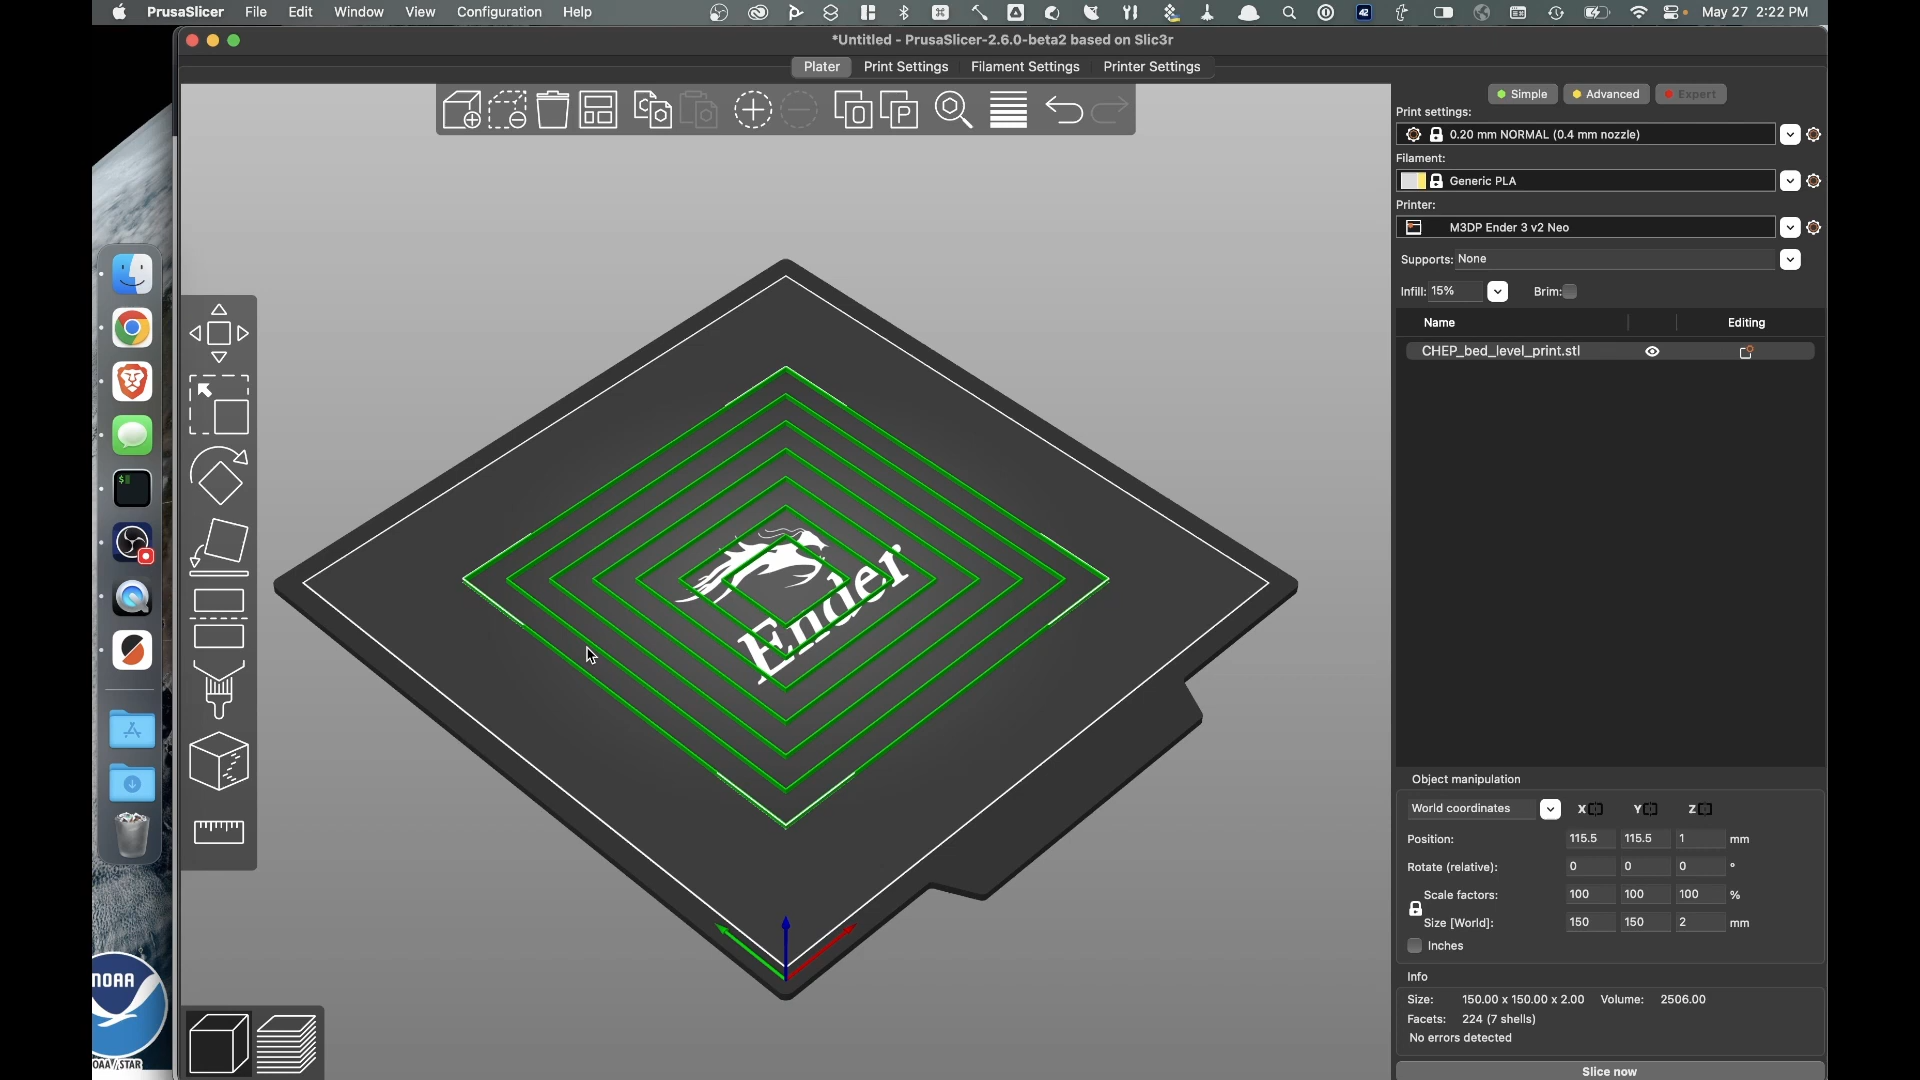 PrusaSlicer File Edit Window View Configuration Help
42
May 27 2:22 PM
*Untitled - PrusaSlicer-2.6.0-beta2 based on Slic3r
Plater Print Settings Filament Settings Printer Settings
Simple Advanced Expert
Print settings:
0.20 mm NORMAL (0.4 mm nozzle)
Filament:
Generic PLA
Printer:
M3DP Ender 3 v2 Neo
Supports: None
Infill: 15% Brim:
Name Editing
CHEP_bed_level_print.stl
Ender
Object manipulation
World coordinates X Y Z
Position: 115.5 115.5 1 mm
Rotate (relative): 0 0 0 °
Scale factors: 100 100 100 %
Size [World]: 150 150 2 mm
Inches
Info
Size: 150.00 x 150.00 x 2.00 Volume: 2506.00
Facets: 224 (7 shells)
No errors detected
Slice now
NOAA